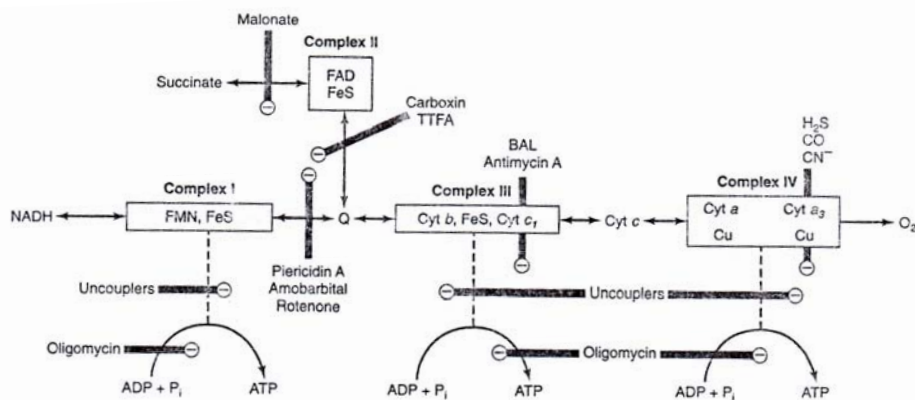 Malonate
Complex II
Succinate
FAD
FeS
Carboxin
TTFA
H₂S
CO
CN⁻
BAL
Antimycin A
Complex I
Complex III
Complex IV
NADH
FMN, FeS
Q
Cyt b, FeS, Cyt c₁
Cyt c
Cyt a
Cyt a₃
Cu
Cu
O₂
Piericidin A
Amobarbital
Rotenone
Uncouplers
Uncouplers
Oligomycin
Oligomycin
ADP + Pᵢ
ATP
ADP + Pᵢ
ATP
ADP + Pᵢ
ATP